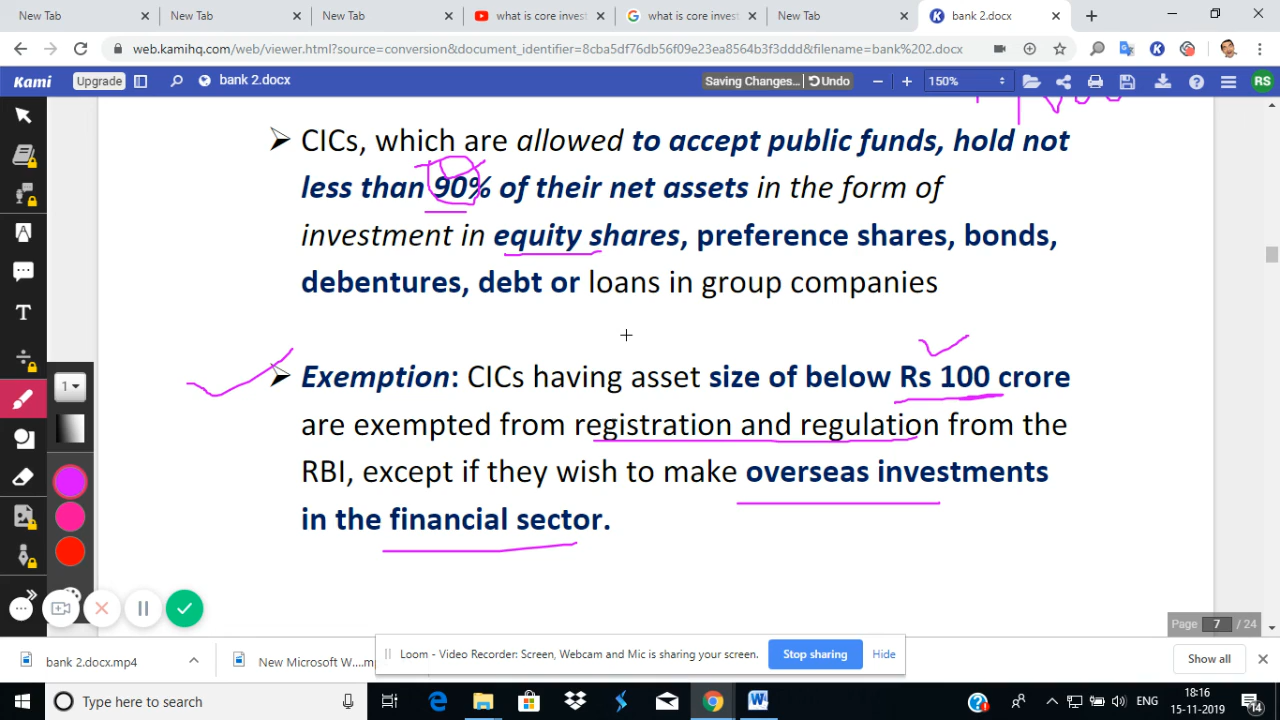 New Tab
New Tab
New Tab
what is core invest
what is core invest
New Tab
bank 2.docx
web.kamihq.com/web/viewer.html?source=conversion&document_identifier=8cba5df76db56f09e23ea8564b3f3ddd&filename=bank%202.docx
Kami
Upgrade
bank 2.docx
Saving Changes...
Undo
150%
RS
CICs, which are allowed to accept public funds, hold not
less than 90% of their net assets in the form of
investment in equity shares, preference shares, bonds,
debentures, debt or loans in group companies
Exemption: CICs having asset size of below Rs 100 crore
are exempted from registration and regulation from the
RBI, except if they wish to make overseas investments
in the financial sector.
1
Page 7 / 24
Loom - Video Recorder: Screen, Webcam and Mic is sharing your screen.
Stop sharing
Hide
bank 2.docx.mp4
New Microsoft W....mp
Show all
Type here to search
ENG
18:16
15-11-2019
14